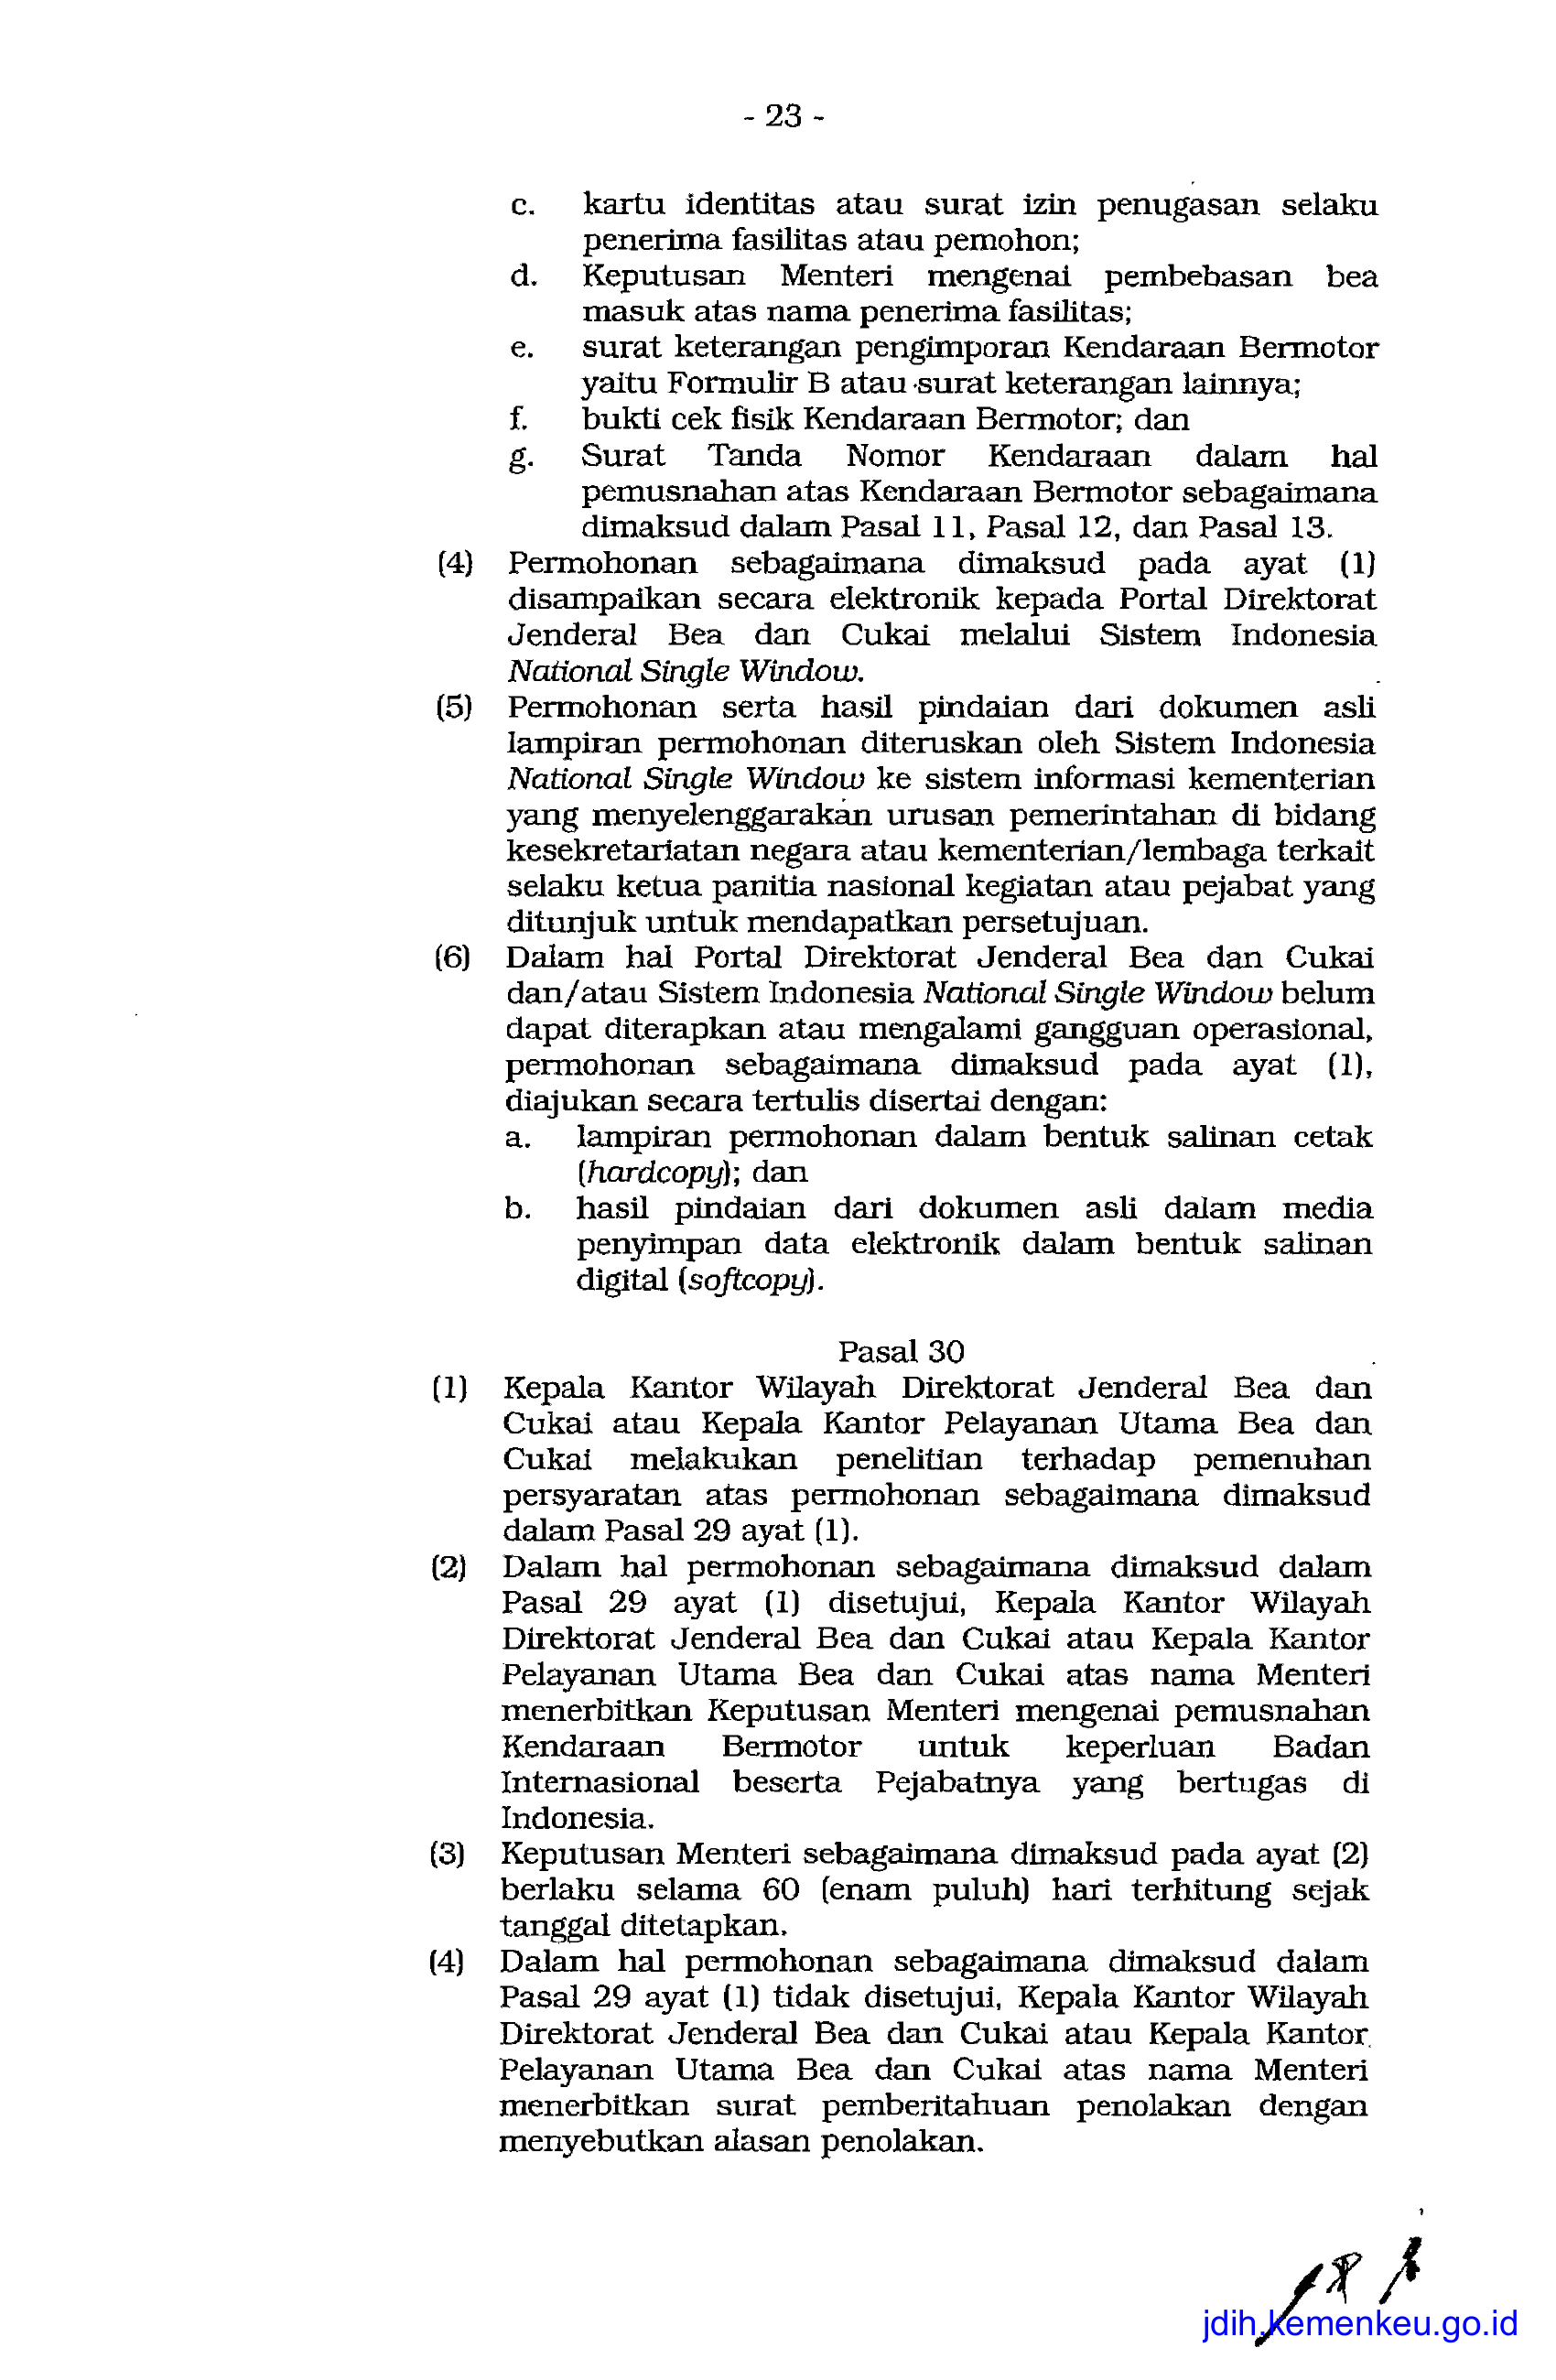 - 23 -
c. kartu identitas atau surat izin penugasan selaku
penerima fasilitas atau pemohon;
d. Keputusan Menteri mengenai pembebasan bea
masuk atas nama penerima fasilitas;
e. surat keterangan pengimporan Kendaraan Bermotor
yaitu Formulir B atau surat keterangan lainnya;
f. bukti cek fisik Kendaraan Bermotor; dan
g. Surat Tanda Nomor Kendaraan dalam hal
pemusnahan atas Kendaraan Bermotor sebagaimana
dimaksud dalam Pasal 11, Pasal 12, dan Pasal 13.
(4) Permohonan sebagaimana dimaksud pada ayat (1)
disampaikan secara elektronik kepada Portal Direktorat
Jenderal Bea dan Cukai melalui Sistem Indonesia
National Single Window.
(5) Permohonan serta hasil pindaian dari dokumen asli
lampiran permohonan diteruskan oleh Sistem Indonesia
National Single Window ke sistem informasi kementerian
yang menyelenggarakan urusan pemerintahan di bidang
kesekretariatan negara atau kementerian/lembaga terkait
selaku ketua panitia nasional kegiatan atau pejabat yang
ditunjuk untuk mendapatkan persetujuan.
(6) Dalam hal Portal Direktorat Jenderal Bea dan Cukai
dan/atau Sistem Indonesia National Single Window belum
dapat diterapkan atau mengalami gangguan operasional,
permohonan sebagaimana dimaksud pada ayat (1),
diajukan secara tertulis disertai dengan:
a. lampiran permohonan dalam bentuk salinan cetak
(hardcopy); dan
b. hasil pindaian dari dokumen asli dalam media
penyimpan data elektronik dalam bentuk salinan
digital (softcopy).
Pasal 30
(1) Kepala Kantor Wilayah Direktorat Jenderal Bea dan
Cukai atau Kepala Kantor Pelayanan Utama Bea dan
Cukai melakukan penelitian terhadap pemenuhan
persyaratan atas permohonan sebagaimana dimaksud
dalam Pasal 29 ayat (1).
(2) Dalam hal permohonan sebagaimana dimaksud dalam
Pasal 29 ayat (1) disetujui, Kepala Kantor Wilayah
Direktorat Jenderal Bea dan Cukai atau Kepala Kantor
Pelayanan Utama Bea dan Cukai atas nama Menteri
menerbitkan Keputusan Menteri mengenai pemusnahan
Kendaraan Bermotor untuk keperluan Badan
Internasional beserta Pejabatnya yang bertugas di
Indonesia.
(3) Keputusan Menteri sebagaimana dimaksud pada ayat (2)
berlaku selama 60 (enam puluh) hari terhitung sejak
tanggal ditetapkan.
(4) Dalam hal permohonan sebagaimana dimaksud dalam
Pasal 29 ayat (1) tidak disetujui, Kepala Kantor Wilayah
Direktorat Jenderal Bea dan Cukai atau Kepala Kantor
Pelayanan Utama Bea dan Cukai atas nama Menteri
menerbitkan surat pemberitahuan penolakan dengan
menyebutkan alasan penolakan.
jdih.kemenkeu.go.id